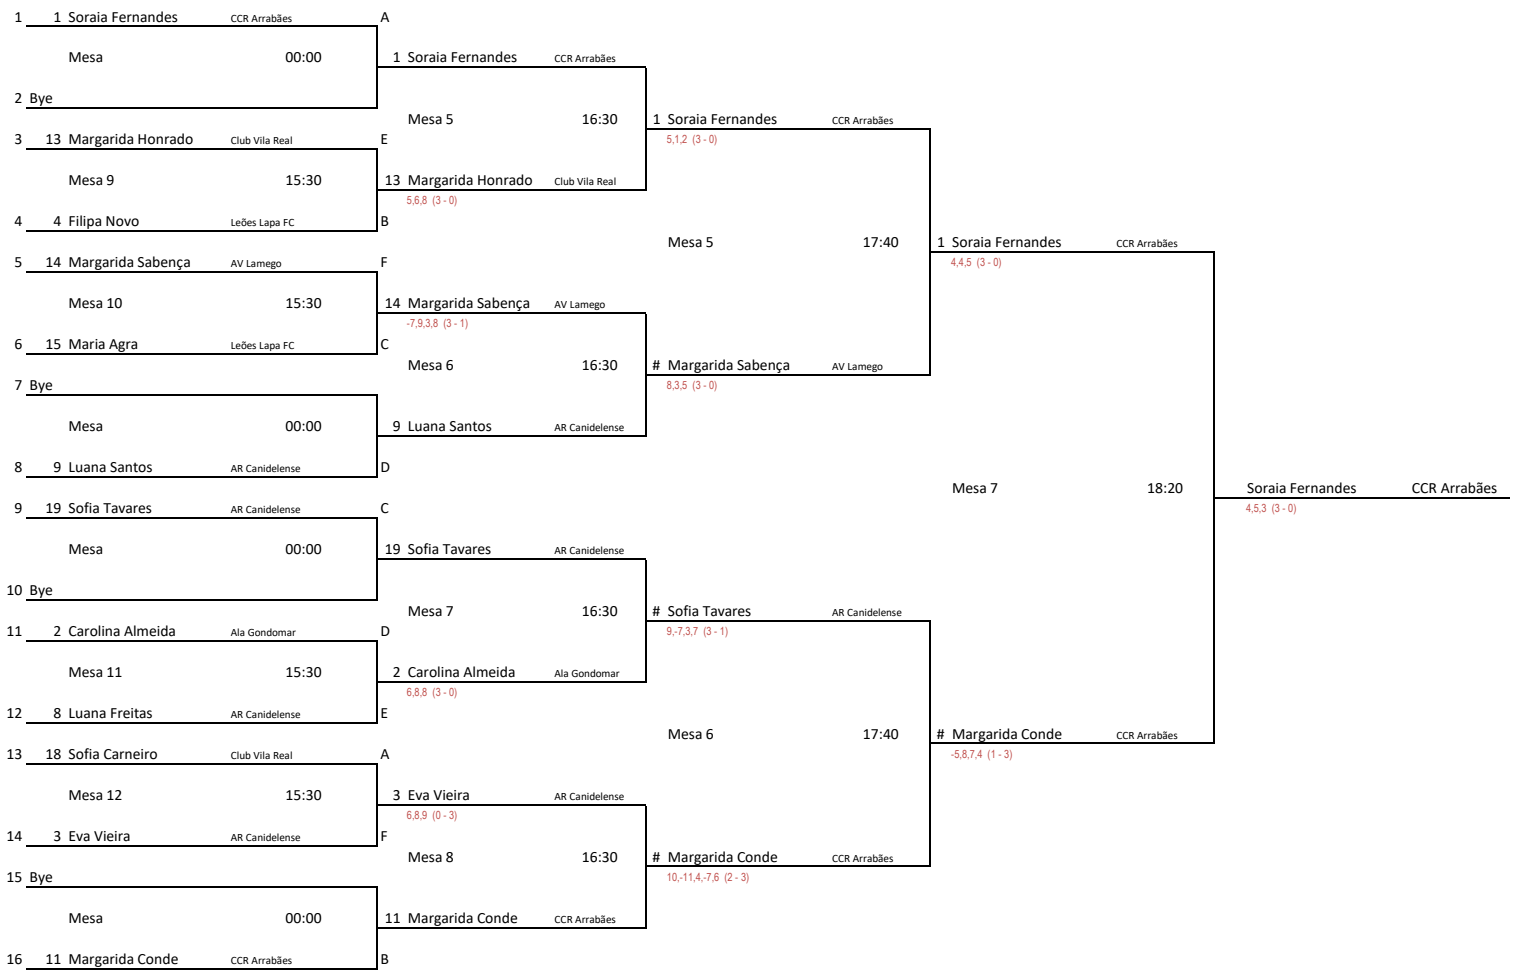 1 1 Soraia Fernandes CCR Arrabães A
Mesa 00:00 1 Soraia Fernandes CCR Arrabães
2 Bye
Mesa 5 16:30 1 Soraia Fernandes CCR Arrabães
3 13 Margarida Honrado Club Vila Real E
5,1,2 (3 - 0)
Mesa 9 15:30 13 Margarida Honrado Club Vila Real
5,6,8 (3 - 0)
4 4 Filipa Novo Leões Lapa FC B
Mesa 5 17:40 1 Soraia Fernandes CCR Arrabães
5 14 Margarida Sabença AV Lamego F
4,4,5 (3 - 0)
Mesa 10 15:30 14 Margarida Sabença AV Lamego
-7,9,3,8 (3 - 1)
6 15 Maria Agra Leões Lapa FC C
Mesa 6 16:30 # Margarida Sabença AV Lamego
7 Bye
8,3,5 (3 - 0)
Mesa 00:00 9 Luana Santos AR Canidelense
8 9 Luana Santos AR Canidelense D
Mesa 7 18:20 Soraia Fernandes CCR Arrabães
9 19 Sofia Tavares AR Canidelense C
4,5,3 (3 - 0)
Mesa 00:00 19 Sofia Tavares AR Canidelense
10 Bye
Mesa 7 16:30 # Sofia Tavares AR Canidelense
11 2 Carolina Almeida Ala Gondomar D
9,-7,3,7 (3 - 1)
Mesa 11 15:30 2 Carolina Almeida Ala Gondomar
6,8,8 (3 - 0)
12 8 Luana Freitas AR Canidelense E
Mesa 6 17:40 # Margarida Conde CCR Arrabães
13 18 Sofia Carneiro Club Vila Real A
-5,8,7,4 (1 - 3)
Mesa 12 15:30 3 Eva Vieira AR Canidelense
6,8,9 (0 - 3)
14 3 Eva Vieira AR Canidelense F
Mesa 8 16:30 # Margarida Conde CCR Arrabães
15 Bye
10,-11,4,-7,6 (2 - 3)
Mesa 00:00 11 Margarida Conde CCR Arrabães
16 11 Margarida Conde CCR Arrabães B